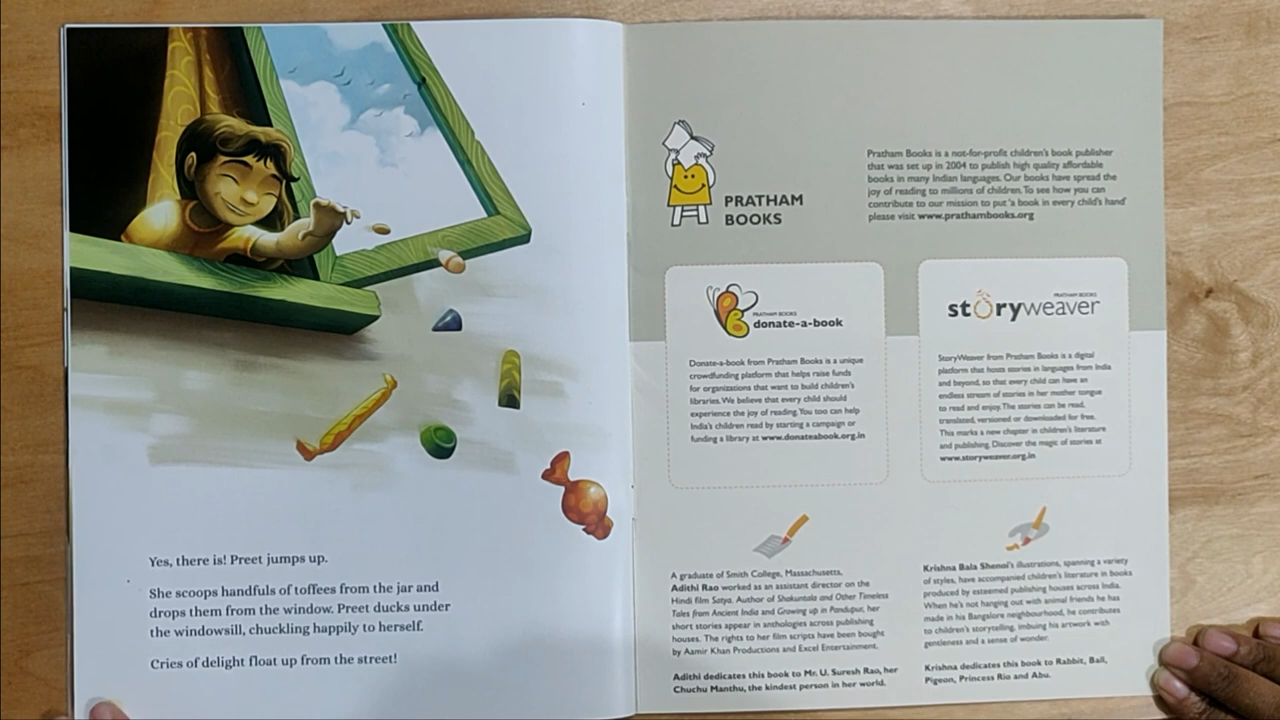 Yes, there is! Preet jumps up.
She scoops handfuls of toffees from the jar and
drops them from the window. Preet ducks under
the windowsill, chuckling happily to herself.
Cries of delight float up from the street!
PRATHAM
BOOKS
Pratham Books is a not-for-profit children's book publisher
that was set up in 2004 to publish high quality affordable
books in many Indian languages. Our books have spread the
joy of reading to millions of children. To see how you can
contribute to our mission to put 'a book in every child's hand'
please visit www.prathambooks.org
PRATHAM BOOKS
donate-a-book
Donate-a-book from Pratham Books is a unique
crowdfunding platform that helps raise funds
for organizations that want to build children's
libraries. We believe that every child should
experience the joy of reading. You too can help
India's children read by starting a campaign or
funding a library at www.donateabook.org.in
PRATHAM BOOKS
storyweaver
StoryWeaver from Pratham Books is a digital
platform that hosts stories in languages from India
and beyond, so that every child can have an
endless stream of stories in her mother tongue
to read and enjoy. The stories can be read,
translated, versioned or downloaded for free.
This marks a new chapter in children's literature
and publishing. Discover the magic of stories at
www.storyweaver.org.in
A graduate of Smith College, Massachusetts,
Adithi Rao worked as an assistant director on the
Hindi film Satya. Author of Shakuntala and Other Timeless
Tales from Ancient India and Growing up in Pandupur, her
short stories appear in anthologies across publishing
houses. The rights to her film scripts have been bought
by Aamir Khan Productions and Excel Entertainment.
Adithi dedicates this book to Mr. U. Suresh Rao, her
Chuchu Manthu, the kindest person in her world.
Krishna Bala Shenoi's illustrations, spanning a variety
of styles, have accompanied children's literature in books
produced by esteemed publishing houses across India.
When he's not hanging out with animal friends he has
made in his Bangalore neighbourhood, he contributes
to children's storytelling, imbuing his artwork with
gentleness and a sense of wonder.
Krishna dedicates this book to Rabbit, Ball,
Pigeon, Princess Rio and Abu.